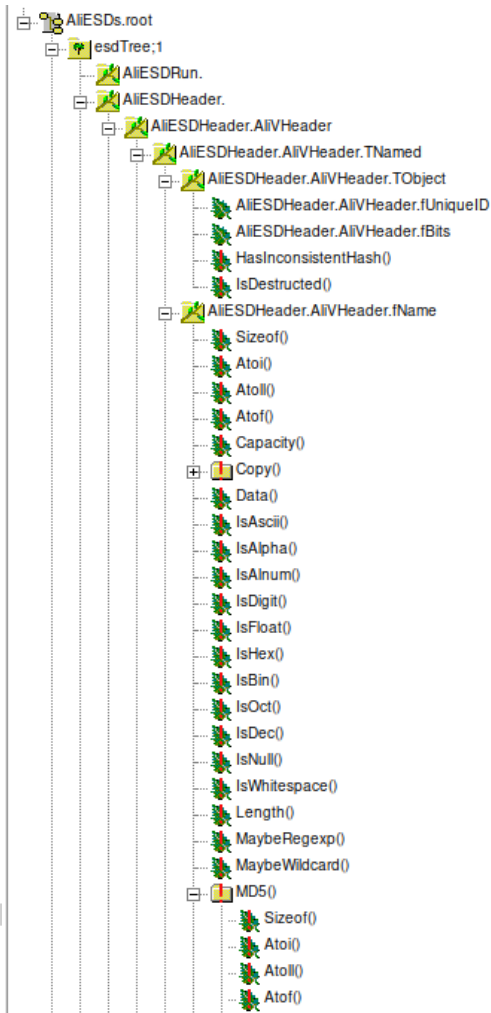 AliESDs.root
esdTree;1
AliESDRun.
AliESDHeader.
AliESDHeader.AliVHeader
AliESDHeader.AliVHeader.TNamed
AliESDHeader.AliVHeader.TObject
AliESDHeader.AliVHeader.fUniqueID
AliESDHeader.AliVHeader.fBits
HasInconsistentHash()
IsDestructed()
AliESDHeader.AliVHeader.fName
Sizeof()
Atoi()
Atoll()
Atof()
Capacity()
Copy()
Data()
IsAscii()
IsAlpha()
IsAlnum()
IsDigit()
IsFloat()
IsHex()
IsBin()
IsOct()
IsDec()
IsNull()
IsWhitespace()
Length()
MaybeRegexp()
MaybeWildcard()
MD5()
Sizeof()
Atoi()
Atoll()
Atof()